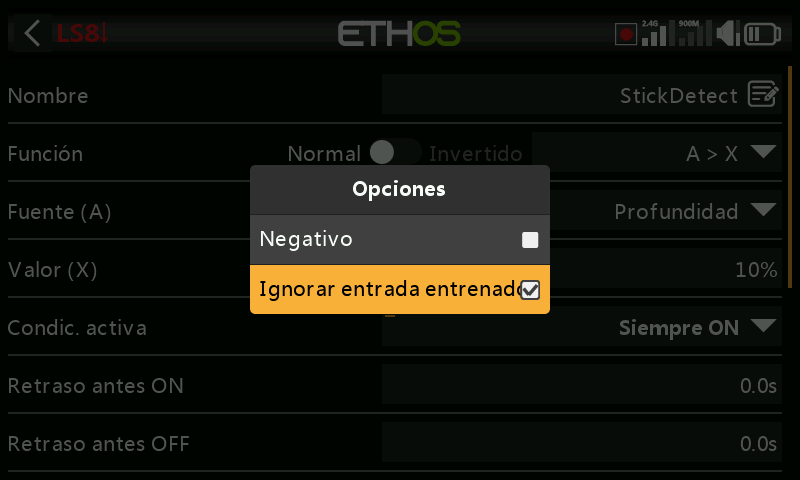 LS8
ETHOS
2.4G
900M
Nombre
StickDetect
Función
Normal
Invertido
A > X
Opciones
Fuente (A)
Profundidad
Negativo
Valor (X)
10%
Ignorar entrada entrenado
Condic. activa
Siempre ON
Retraso antes ON
0.0s
Retraso antes OFF
0.0s